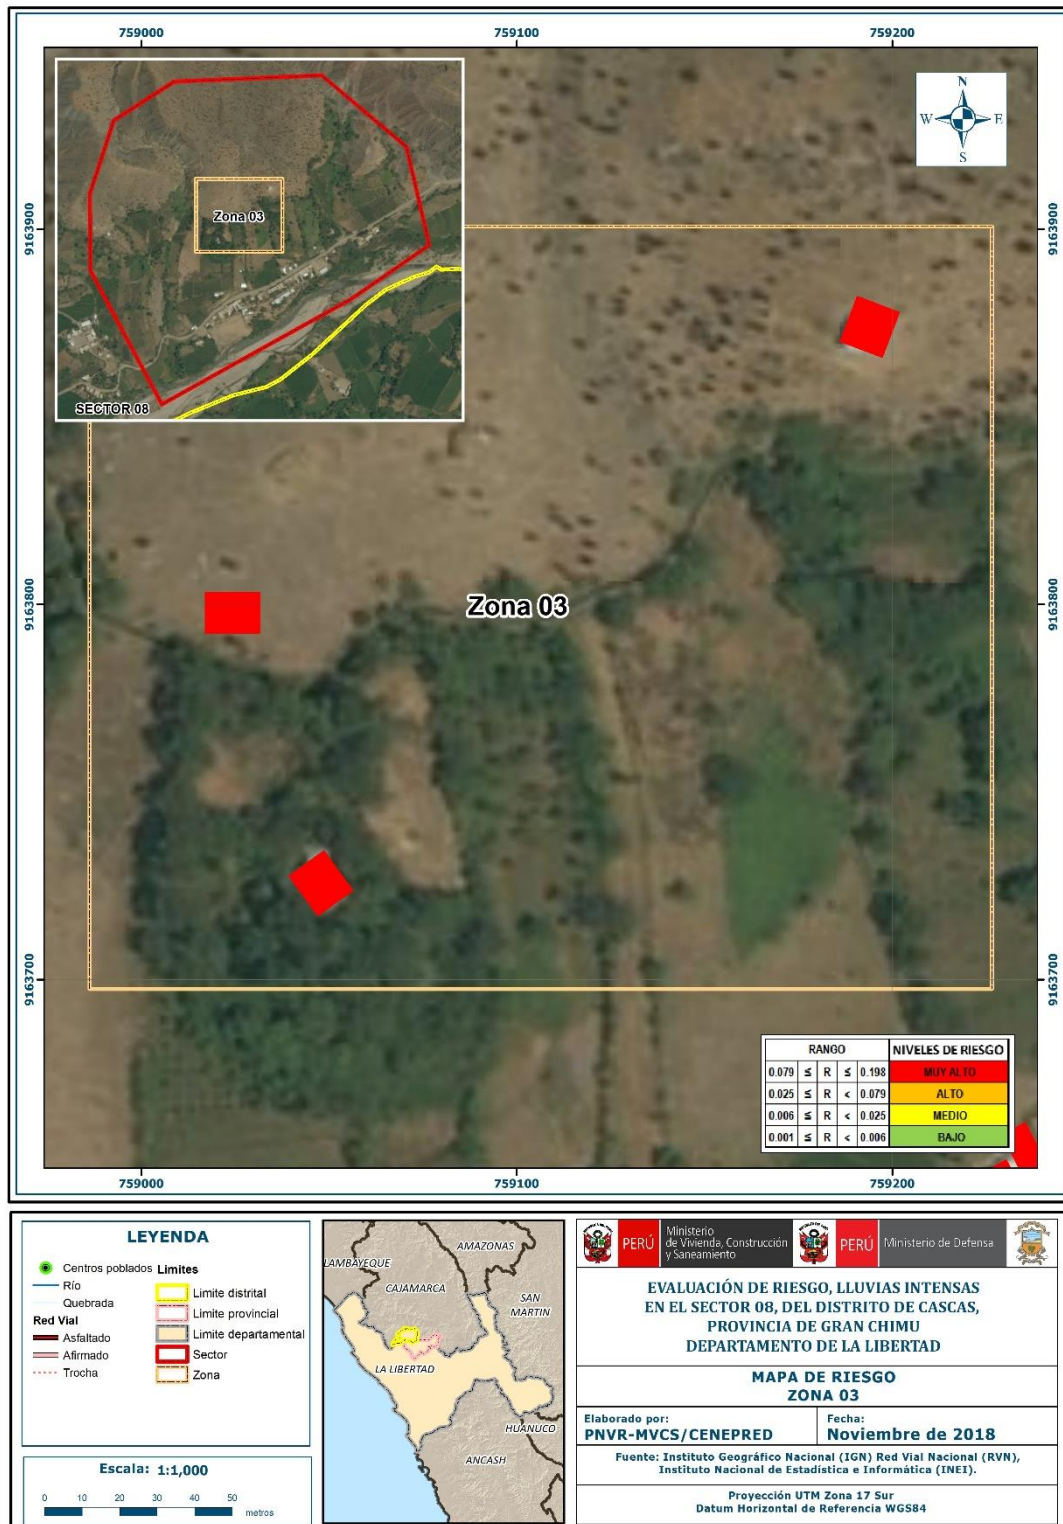 759000
759100
759200
9163900
9163900
Zona 03
SECTOR 08
N
W
E
S
9163800
9163800
Zona 03
9163700
9163700
RANGO NIVELES DE RIESGO
0.079 ≤ R ≤ 0.198 MUY ALTO
0.025 ≤ R < 0.079 ALTO
0.006 ≤ R < 0.025 MEDIO
0.001 ≤ R < 0.006 BAJO
759000
759100
759200
LEYENDA
Centros poblados
Río
Quebrada
Red Vial
Asfaltado
Afirmado
Trocha
Limites
Limite distrital
Limite provincial
Limite departamental
Sector
Zona
Escala: 1:1,000
0 10 20 30 40 50
metros
LAMBAYEQUE
AMAZONAS
CAJAMARCA
SAN
MARTIN
LA LIBERTAD
HUANUCO
ANCASH
PERÚ
Ministerio
de Vivienda, Construcción
y Saneamiento
PERÚ
Ministerio de Defensa
EVALUACIÓN DE RIESGO, LLUVIAS INTENSAS
EN EL SECTOR 08, DEL DISTRITO DE CASCAS,
PROVINCIA DE GRAN CHIMU
DEPARTAMENTO DE LA LIBERTAD
MAPA DE RIESGO
ZONA 03
Elaborado por:
PNVR-MVCS/CENEPRED
Fecha:
Noviembre de 2018
Fuente: Instituto Geográfico Nacional (IGN) Red Vial Nacional (RVN),
Instituto Nacional de Estadística e Informática (INEI).
Proyección UTM Zona 17 Sur
Datum Horizontal de Referencia WGS84